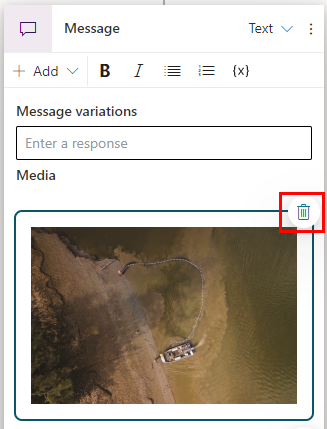 Message Text
Add B I {x}
Message variations
Enter a response
Media